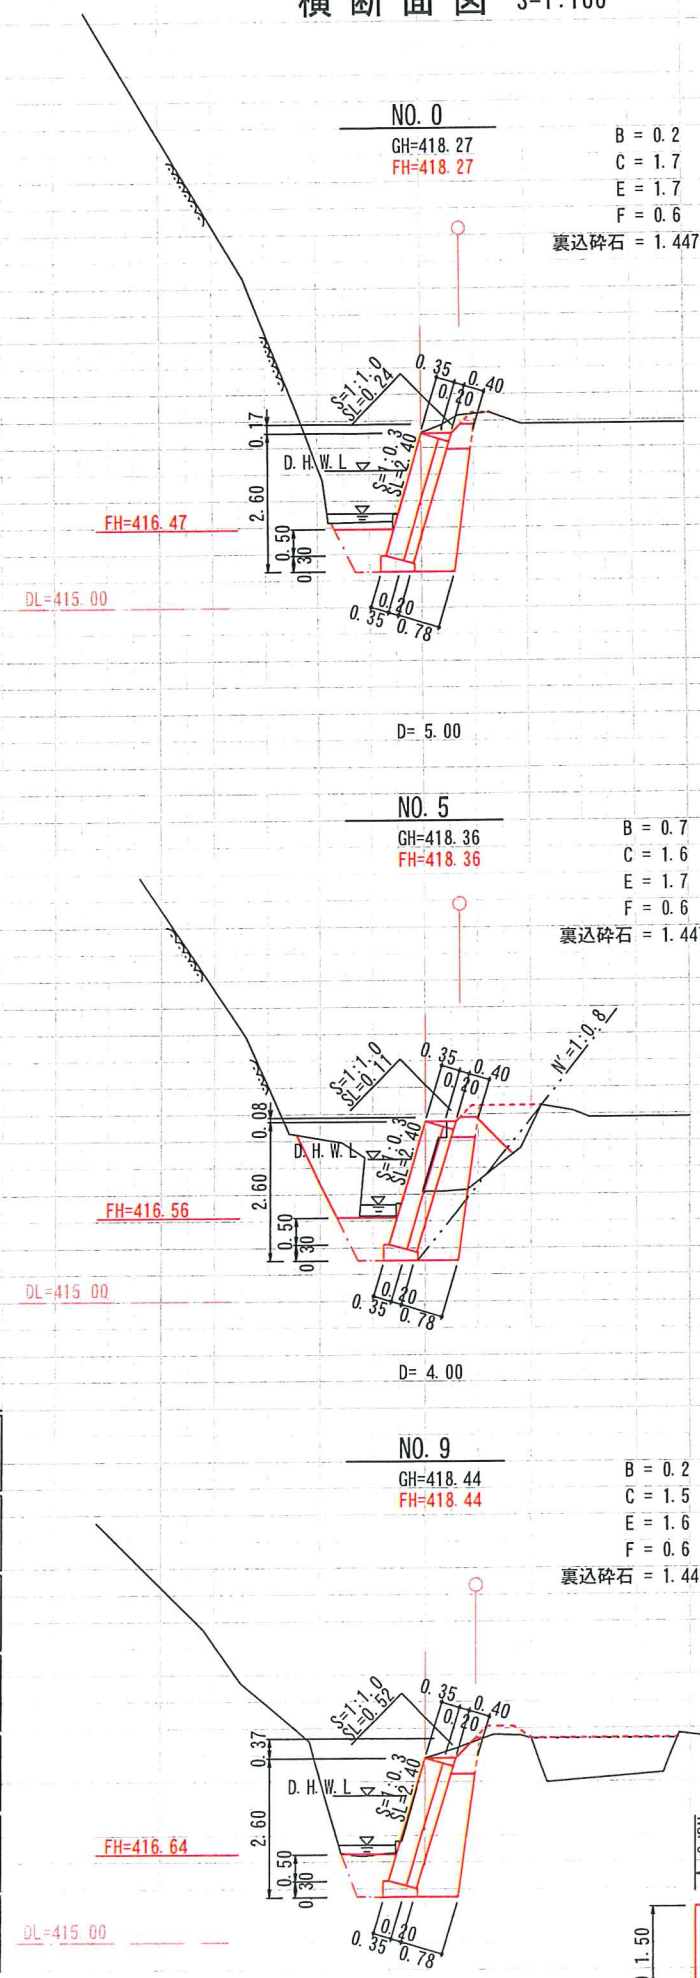 横断面図 S=1:100
NO. 0
GH=418.27
FH=418.27
B = 0.2
C = 1.7
E = 1.7
F = 0.6
裏込砕石 = 1.447
S=1:1.0
SL=0.24
0.35
0.20
0.40
0.17
D.H.W.L
S=1:0.3
SL=2.40
2.60
FH=416.47
0.50
0.30
DL=415.00
0.35
0.20
0.78
D= 5.00
NO. 5
GH=418.36
FH=418.36
B = 0.7
C = 1.6
E = 1.7
F = 0.6
裏込砕石 = 1.44
S=1:1.0
SL=0.11
0.35
0.20
0.40
N'=1:0.8
0.08
D.H.W.L
S=1:0.3
SL=2.40
2.60
FH=416.56
0.50
0.30
DL=415.00
0.35
0.20
0.78
D= 4.00
NO. 9
GH=418.44
FH=418.44
B = 0.2
C = 1.5
E = 1.6
F = 0.6
裏込砕石 = 1.44
S=1:1.0
SL=0.52
0.35
0.20
0.40
0.37
D.H.W.L
S=1:0.3
SL=2.40
2.60
FH=416.64
0.50
0.30
DL=415.00
0.35
0.20
0.78
1.50